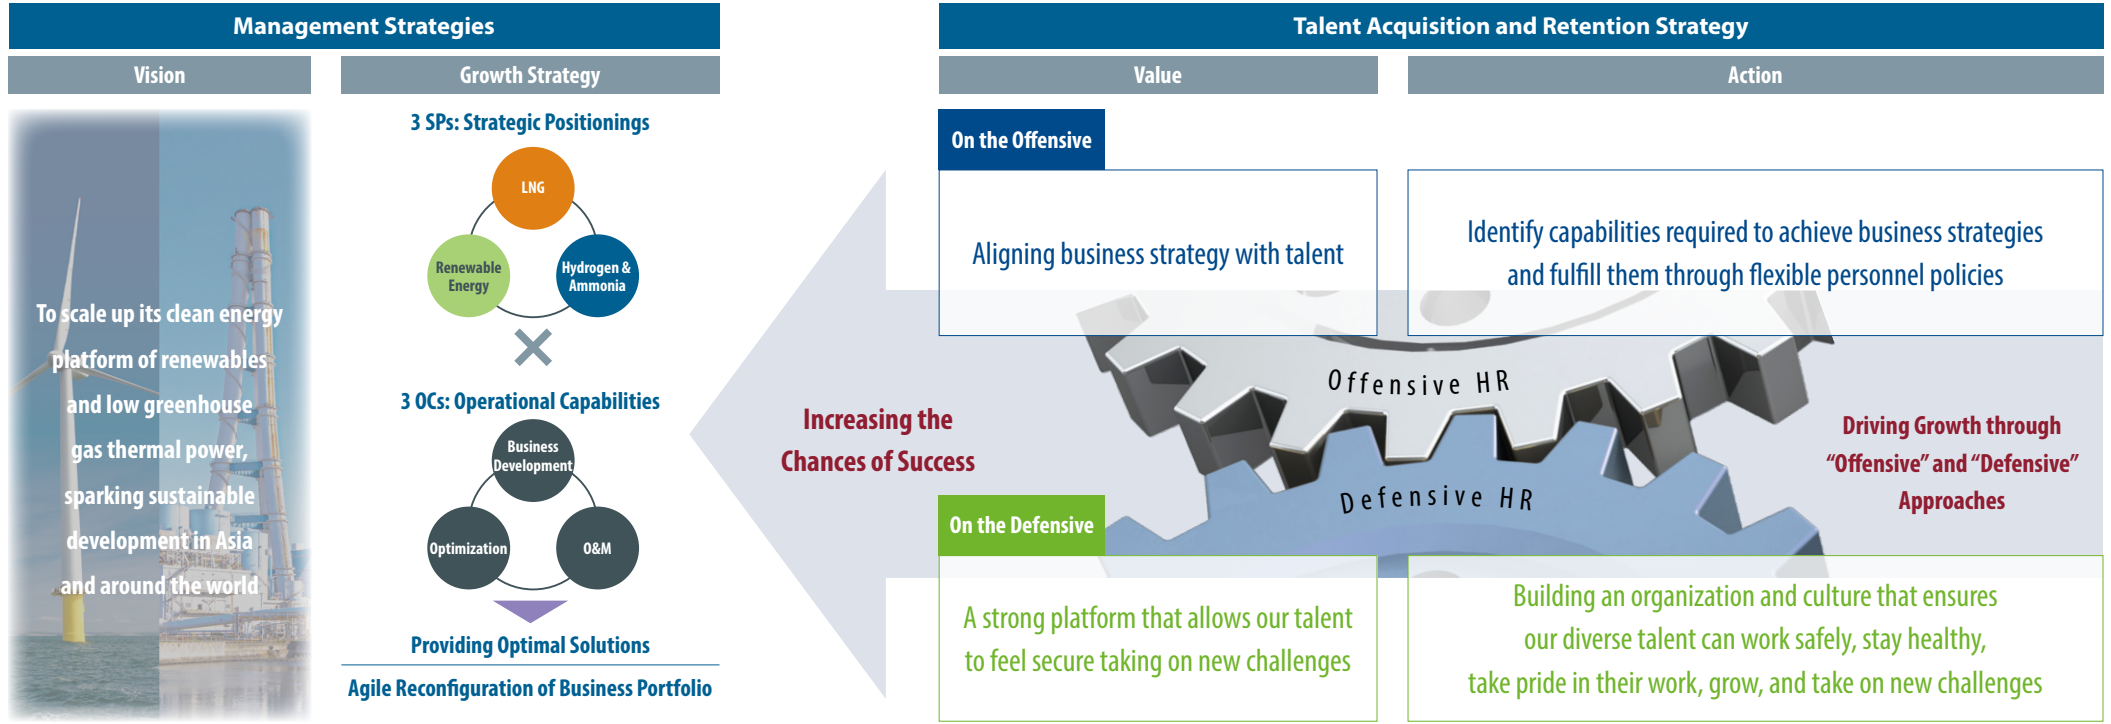 Management Strategies
Vision
To scale up its clean energy
platform of renewables
and low greenhouse
gas thermal power,
sparking sustainable
development in Asia
and around the world
Growth Strategy
3 SPs: Strategic Positionings
LNG
Renewable
Energy
Hydrogen &
Ammonia
3 OCs: Operational Capabilities
Business
Development
Optimization
O&M
Providing Optimal Solutions
Agile Reconfiguration of Business Portfolio
Increasing the
Chances of Success
Talent Acquisition and Retention Strategy
Value
Action
On the Offensive
Aligning business strategy with talent
Identify capabilities required to achieve business strategies
and fulfill them through flexible personnel policies
Offensive HR
Defensive HR
Driving Growth through
“Offensive” and “Defensive”
Approaches
On the Defensive
A strong platform that allows our talent
to feel secure taking on new challenges
Building an organization and culture that ensures
our diverse talent can work safely, stay healthy,
take pride in their work, grow, and take on new challenges